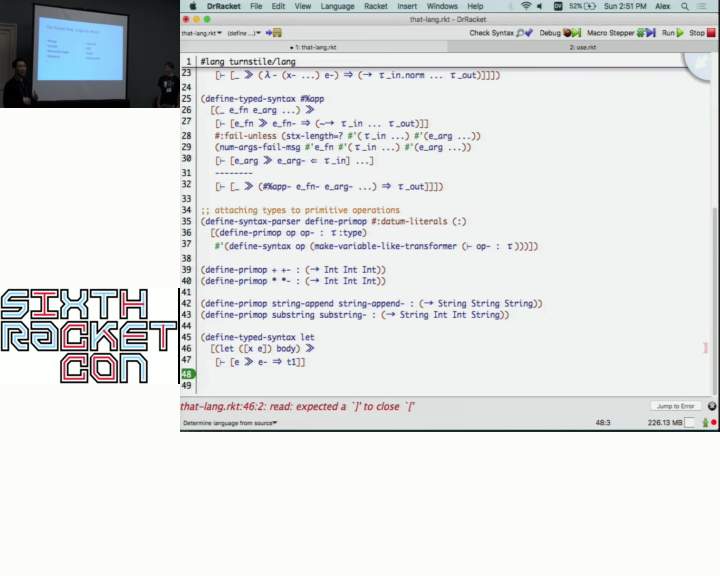 DrRacket File Edit View Language Racket Insert Windows Help 52% Sun 2:51 PM Alex
that-lang.rkt - DrRacket
that-lang.rkt▼ (define ...)▼ Check Syntax Debug Macro Stepper Run Stop
• 1: that-lang.rkt 2: use.rkt
1 #lang turnstile/lang
23 [⊢ [_ ≫ (λ- (x- ...) e-) ⇒ (→ τ_in.norm ... τ_out)]]])
24
25 (define-typed-syntax #%app
26 [(_ e_fn e_arg ...) ≫
27 [⊢ [e_fn ≫ e_fn- ⇒ (~→ τ_in ... τ_out)]]
28 #:fail-unless (stx-length=? #'(τ_in ...) #'(e_arg ...))
29 (num-args-fail-msg #'e_fn #'(τ_in ...) #'(e_arg ...))
30 [⊢ [e_arg ≫ e_arg- ⇐ τ_in] ...]
31 --------
32 [⊢ [_ ≫ (#%app- e_fn- e_arg- ...) ⇒ τ_out]]])
33
34 ;; attaching types to primitive operations
35 (define-syntax-parser define-primop #:datum-literals (:)
36 [(define-primop op op- : τ:type)
37 #'(define-syntax op (make-variable-like-transformer (⊢ op- : τ)))])
38
39 (define-primop + +- : (→ Int Int Int))
40 (define-primop * *- : (→ Int Int Int))
41
42 (define-primop string-append string-append- : (→ String String String))
43 (define-primop substring substring- : (→ String Int Int String))
44
45 (define-typed-syntax let
46 [(let ([x e]) body) ≫
47 [⊢ [e ≫ e- ⇒ t1]]
48
49
SIXTH
RACKET
CON
that-lang.rkt:46:2: read: expected a `]' to close `['
Jump to Error
Determine language from source▼ 48:3 226.13 MB